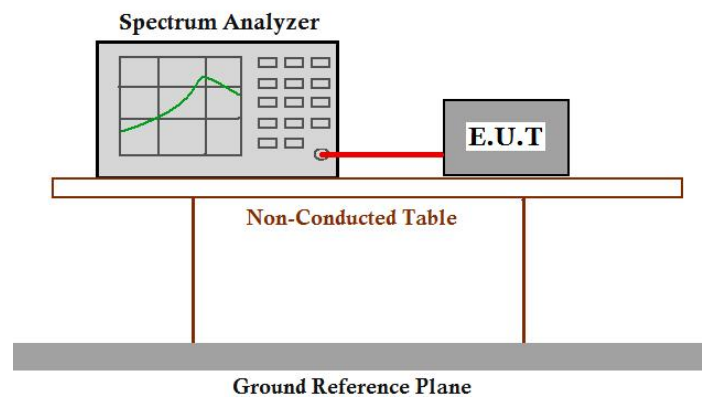 Spectrum Analyzer
E.U.T
Non-Conducted Table
Ground Reference Plane